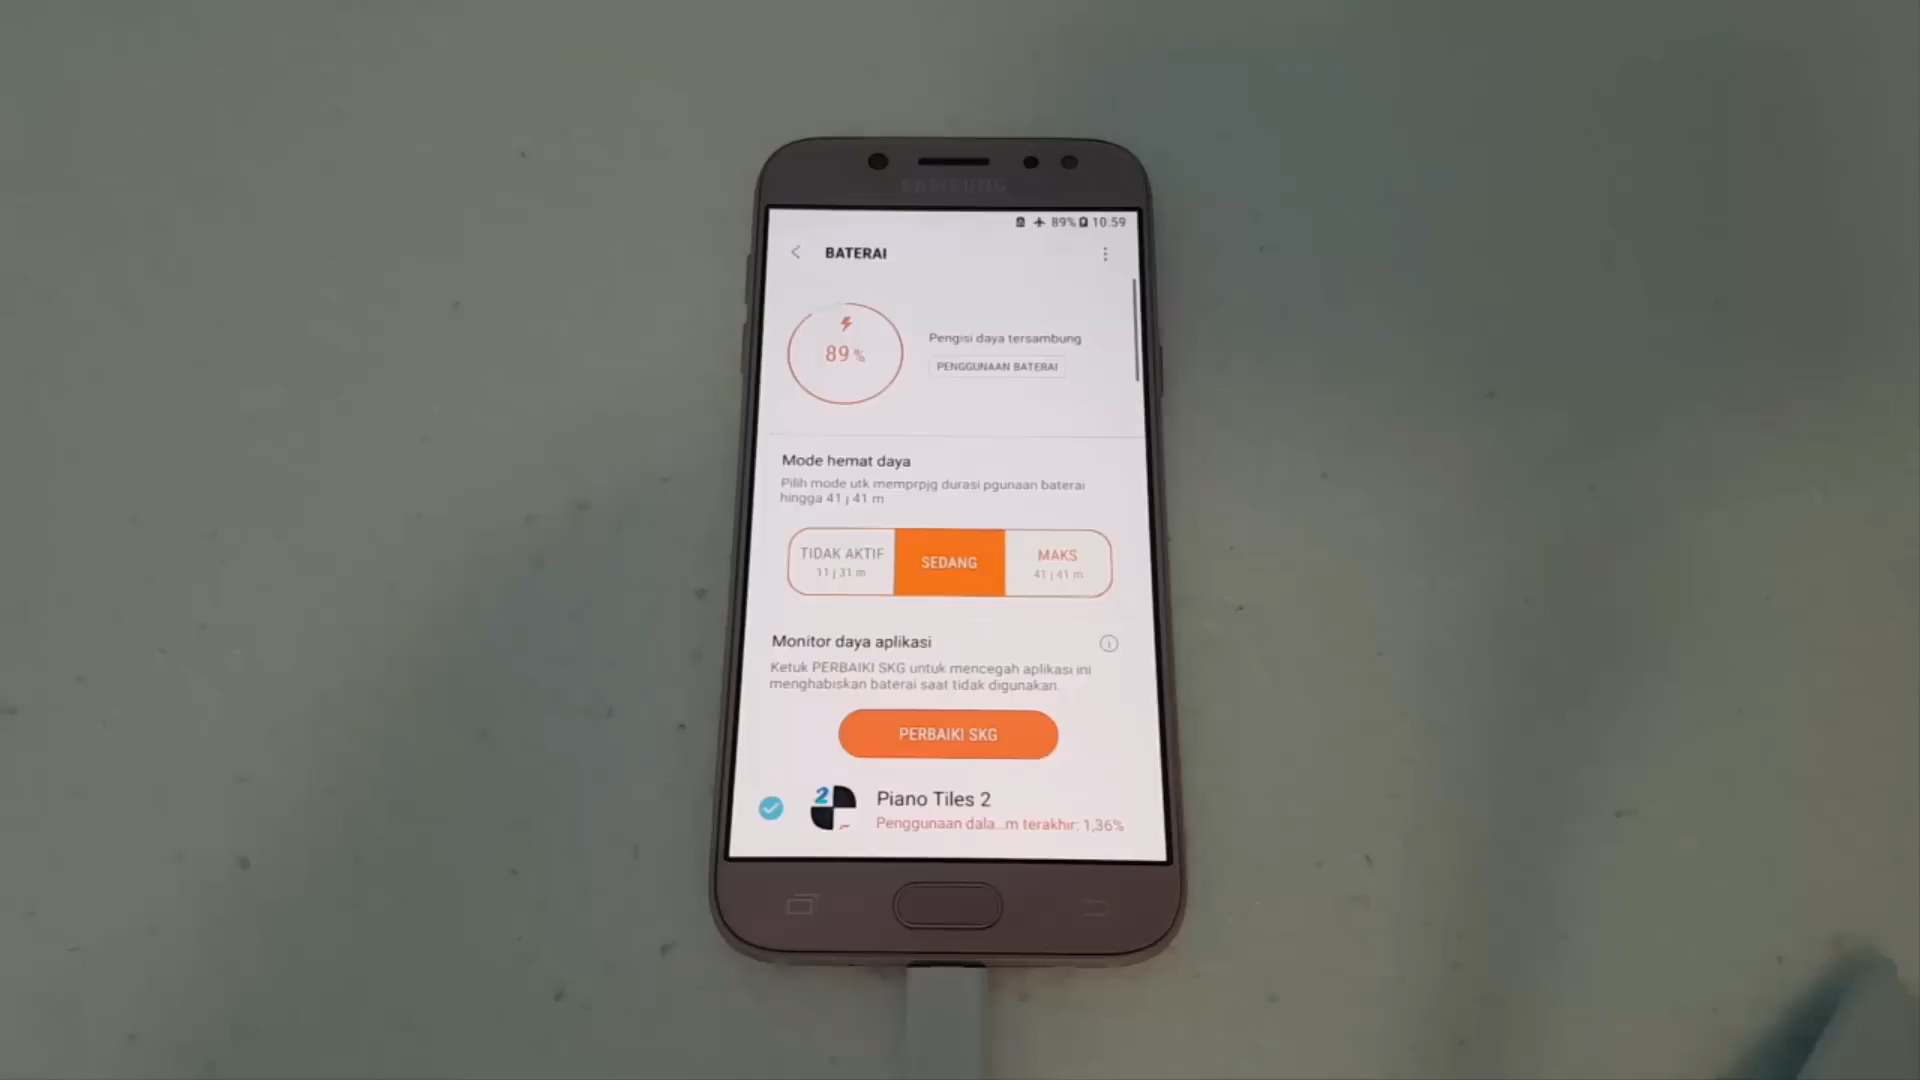 SAMSUNG
89% 10:59
BATERAI
89 %
Pengisi daya tersambung
PENGGUNAAN BATERAI
Mode hemat daya
Pilih mode utk memprpjg durasi pgunaan baterai
hingga 41 j 41 m
TIDAK AKTIF
11 j 31 m
SEDANG
MAKS
41 j 41 m
Monitor daya aplikasi
Ketuk PERBAIKI SKG untuk mencegah aplikasi ini
menghabiskan baterai saat tidak digunakan.
PERBAIKI SKG
2
Piano Tiles 2
Penggunaan dala...m terakhir: 1,36%